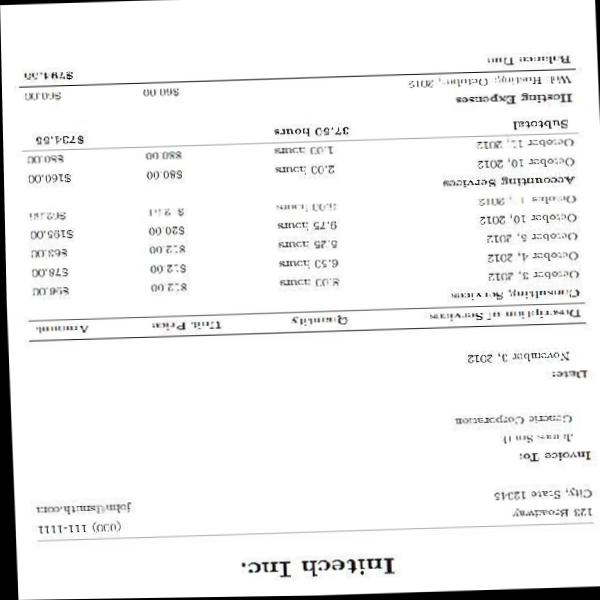 Initech Inc.
123 Broadway (000) 111-1111
City, State 12345 john@smith.com
Invoice To:
Generic Corporation
Date:
November 3, 2012
Description of Services Quantity Unit Price Amount
Consulting Services
October 3, 2012 8.00 hours $12.00 $96.00
October 4, 2012 6.50 hours $12.00 $78.00
October 5, 2012 5.25 hours $12.00 $63.00
October 10, 2012 9.75 hours $20.00 $195.00
October 2012 hours
Accounting Services
October 10, 2012 2.00 hours $80.00 $160.00
October 11, 2012 1.00 hours $80.00 $80.00
Subtotal 37.50 hours $734.55
Hosting Expenses
Web Hosting: October, 2012 $60.00 $60.00
Balance Due $794.55